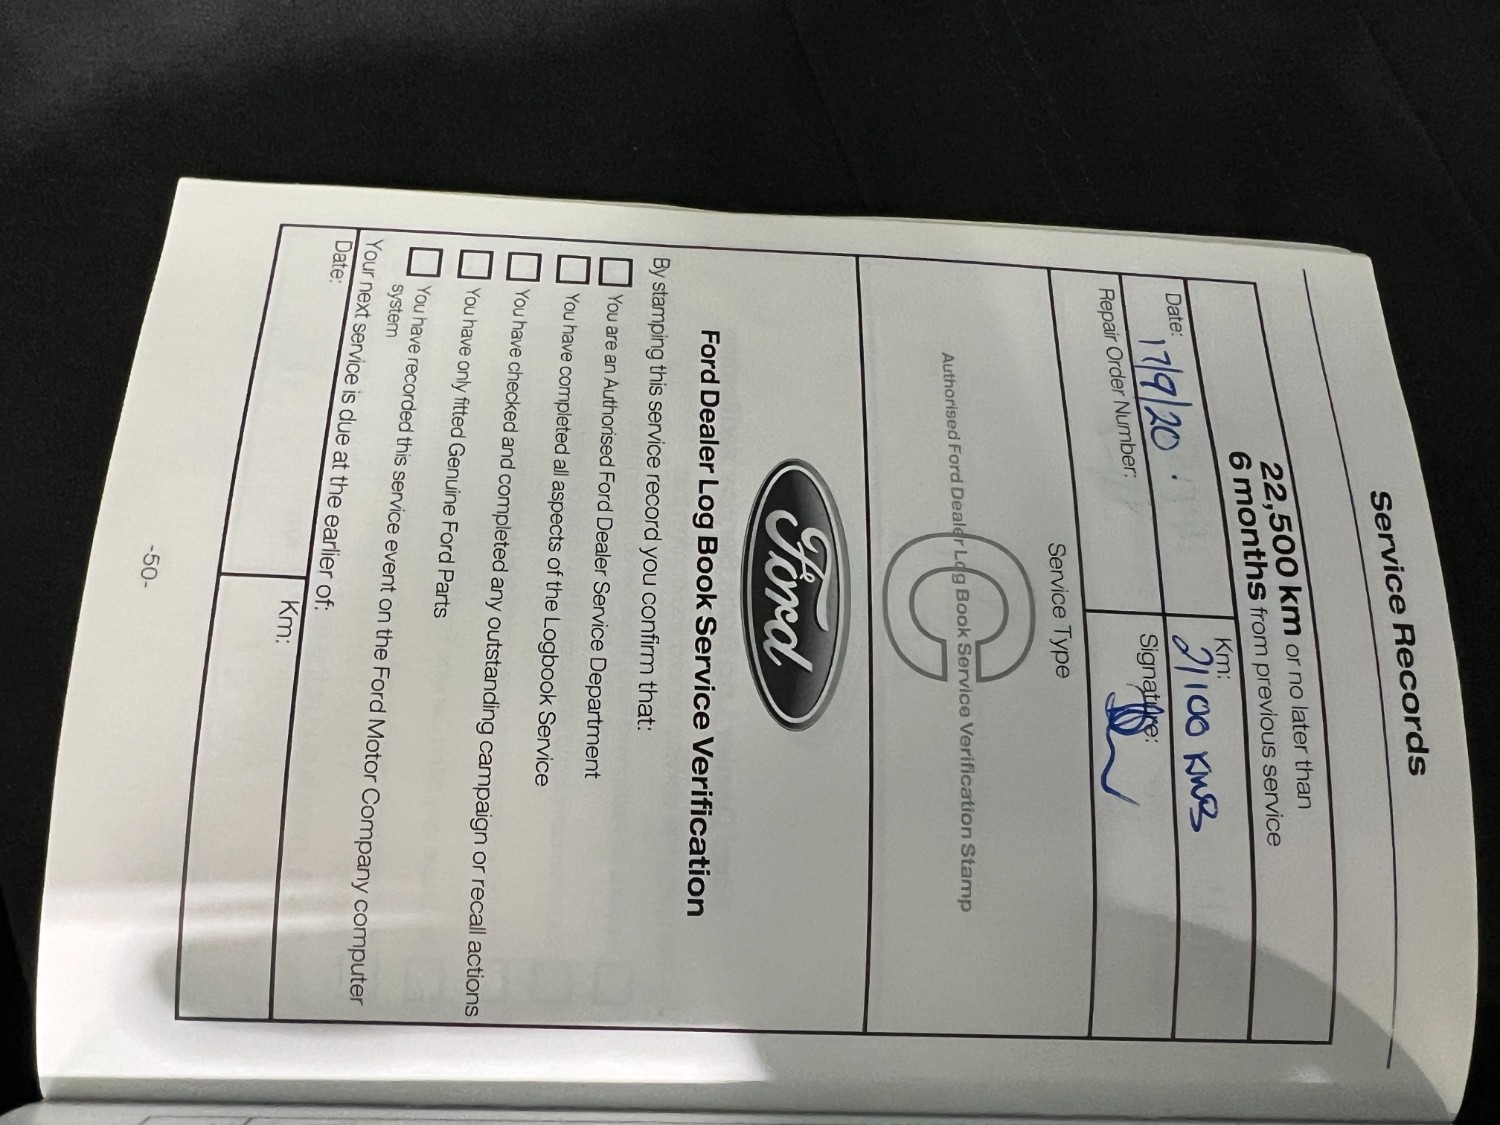 Service Records
22,500 km or no later than
6 months from previous service
Date: 17/9/20
Km: 21100 KMS
Repair Order Number:
Signature:
Service Type
C
Authorised Ford Dealer Log Book Service Verification Stamp
Ford
Ford Dealer Log Book Service Verification
By stamping this service record you confirm that:
You are an Authorised Ford Dealer Service Department
You have completed all aspects of the Logbook Service
You have checked and completed any outstanding campaign or recall actions
You have only fitted Genuine Ford Parts
You have recorded this service event on the Ford Motor Company computer
system
Your next service is due at the earlier of:
Date:
Km:
-50-